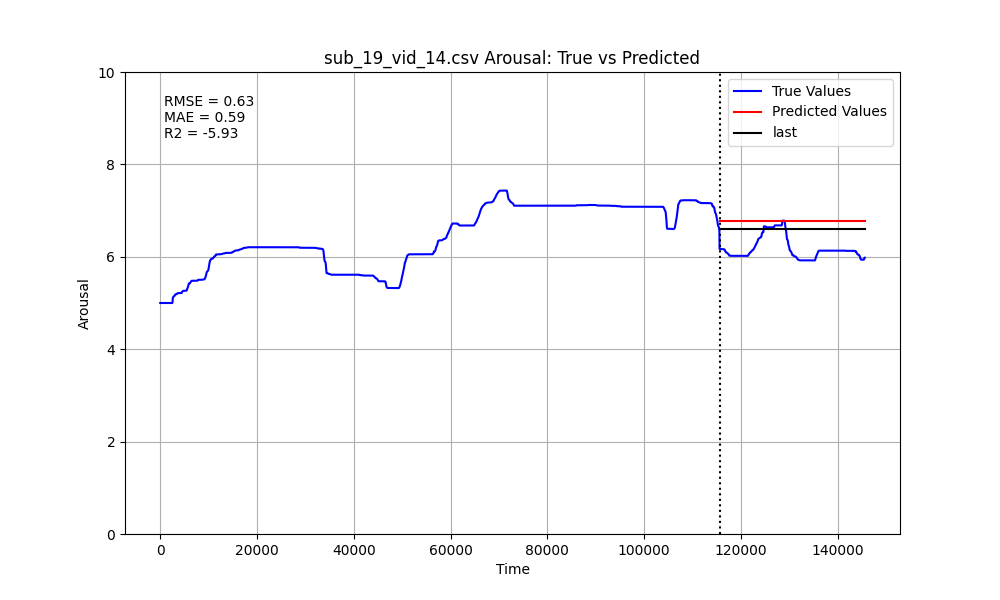 sub_19_vid_14.csv Arousal: True vs Predicted
RMSE = 0.63
MAE = 0.59
R2 = -5.93
True Values
Predicted Values
last
10
8
6
4
2
0
Arousal
0
20000
40000
60000
80000
100000
120000
140000
Time